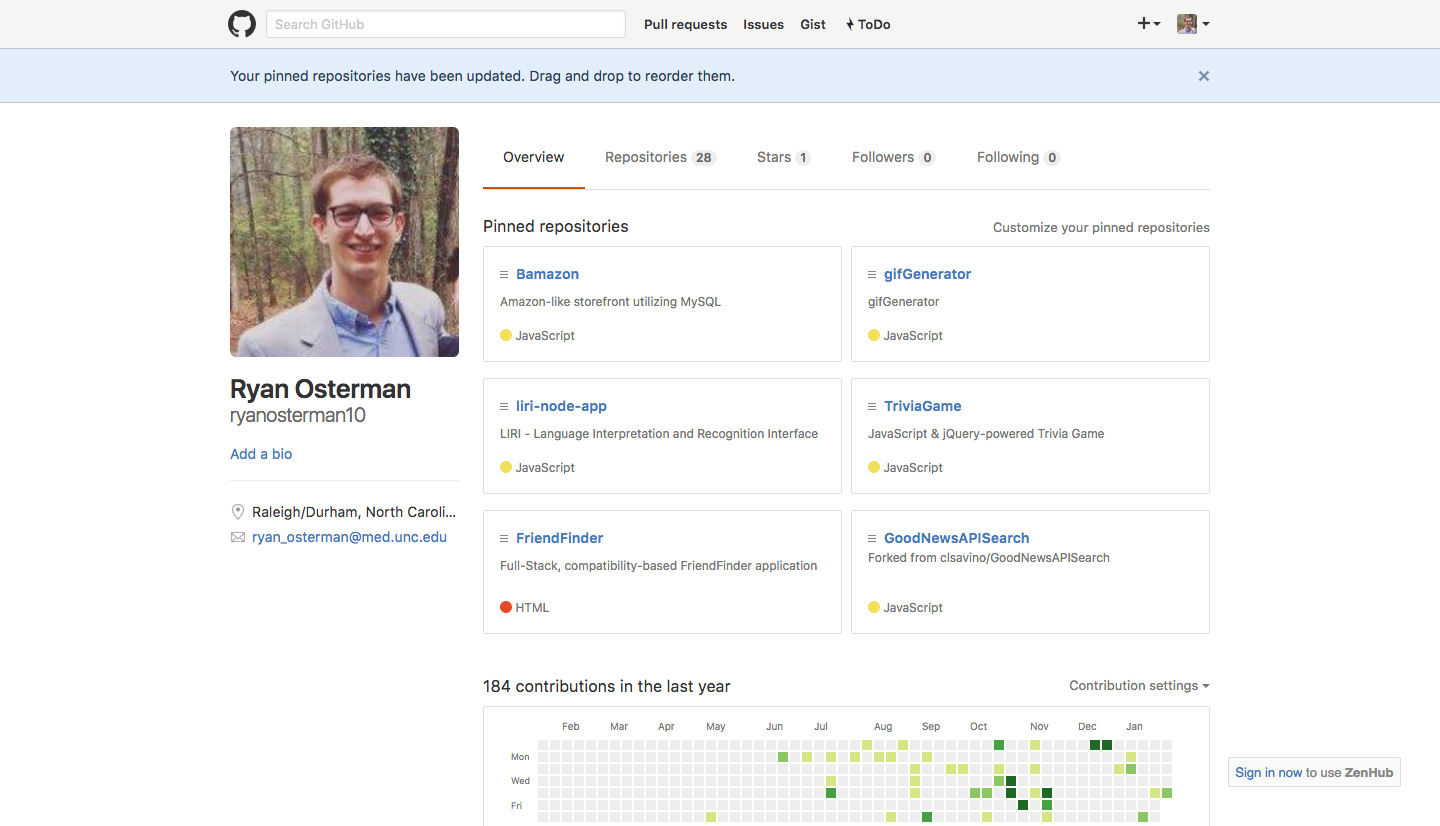 Search GitHub
Pull requests
Issues
Gist
ToDo
Your pinned repositories have been updated. Drag and drop to reorder them.
Overview
Repositories 28
Stars 1
Followers 0
Following 0
Ryan Osterman
ryanosterman10
Add a bio
Raleigh/Durham, North Caroli...
ryan_osterman@med.unc.edu
Pinned repositories
Customize your pinned repositories
Bamazon
Amazon-like storefront utilizing MySQL
JavaScript
gifGenerator
gifGenerator
JavaScript
liri-node-app
LIRI - Language Interpretation and Recognition Interface
JavaScript
TriviaGame
JavaScript & jQuery-powered Trivia Game
JavaScript
FriendFinder
Full-Stack, compatibility-based FriendFinder application
HTML
GoodNewsAPISearch
Forked from clsavino/GoodNewsAPISearch
JavaScript
184 contributions in the last year
Contribution settings
Feb Mar Apr May Jun Jul Aug Sep Oct Nov Dec Jan
Mon
Wed
Fri
Sign in now to use ZenHub